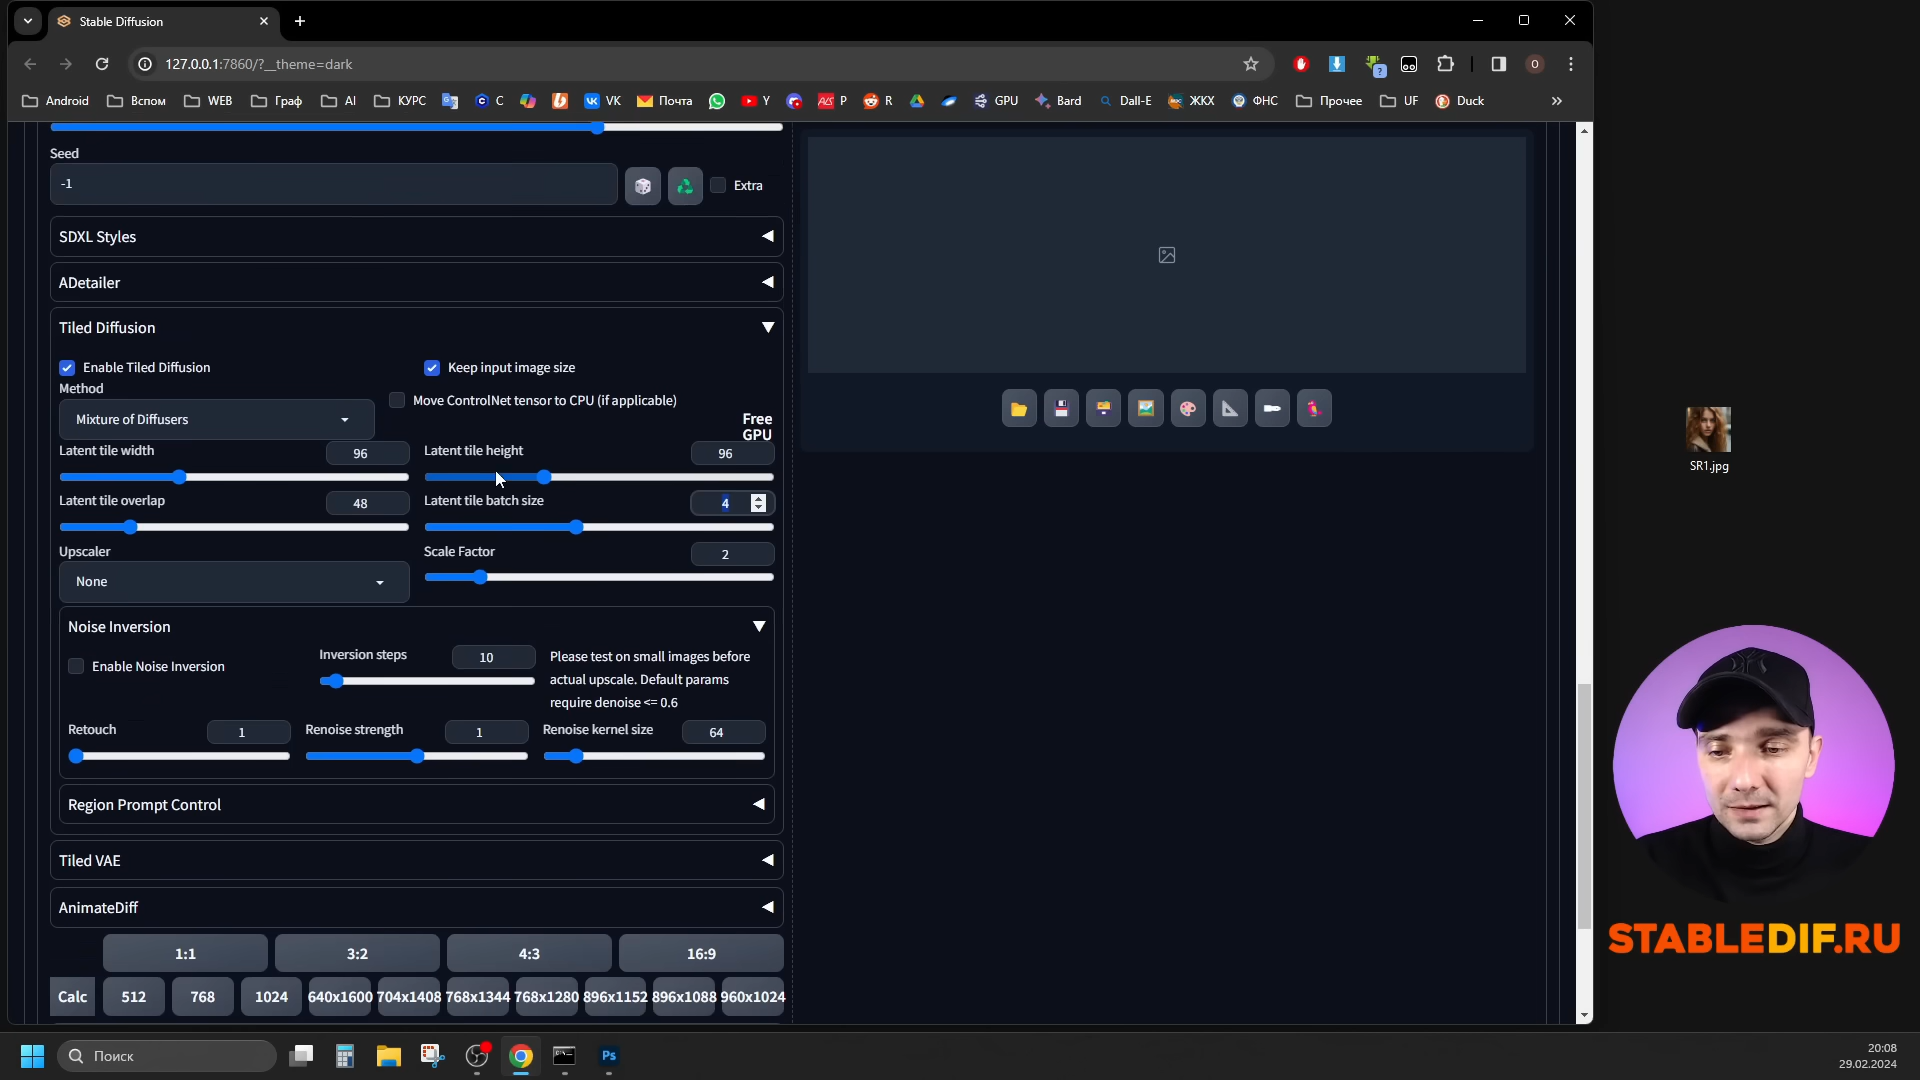 Stable Diffusion
127.0.0.1:7860/?__theme=dark
Android Вспом WEB Граф AI КУРС C VK Почта Y P R GPU Bard Dall-E ЖКХ ФНС Прочее UF Duck
Seed
-1
Extra
SDXL Styles
ADetailer
Tiled Diffusion
Enable Tiled Diffusion
Keep input image size
Method
Mixture of Diffusers
Move ControlNet tensor to CPU (if applicable)
Free
GPU
Latent tile width
96
Latent tile height
96
Latent tile overlap
48
Latent tile batch size
4
Upscaler
None
Scale Factor
2
Noise Inversion
Enable Noise Inversion
Inversion steps
10
Please test on small images before
actual upscale. Default params
require denoise <= 0.6
Retouch
1
Renoise strength
1
Renoise kernel size
64
Region Prompt Control
Tiled VAE
AnimateDiff
1:1 3:2 4:3 16:9
Calc 512 768 1024 640x1600 704x1408 768x1344 768x1280 896x1152 896x1088 960x1024
SR1.jpg
STABLEDIF.RU
Поиск
Ps
20:08
29.02.2024